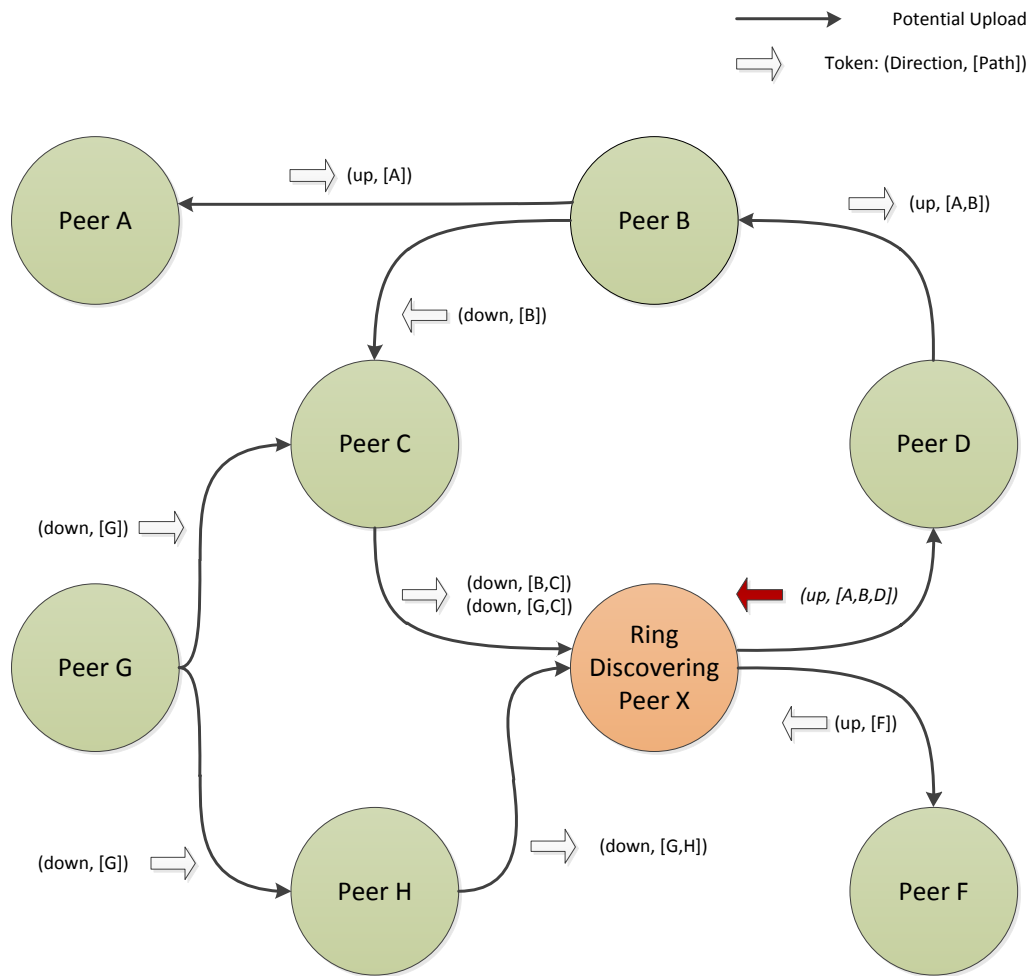 Potential Upload
Token: (Direction, [Path])
(up, [A])
Peer A
Peer B
(up, [A,B])
(down, [B])
Peer C
Peer D
(down, [G])
(down, [B,C])
(down, [G,C])
(up, [A,B,D])
Peer G
Ring
Discovering
Peer X
(up, [F])
(down, [G])
(down, [G,H])
Peer H
Peer F